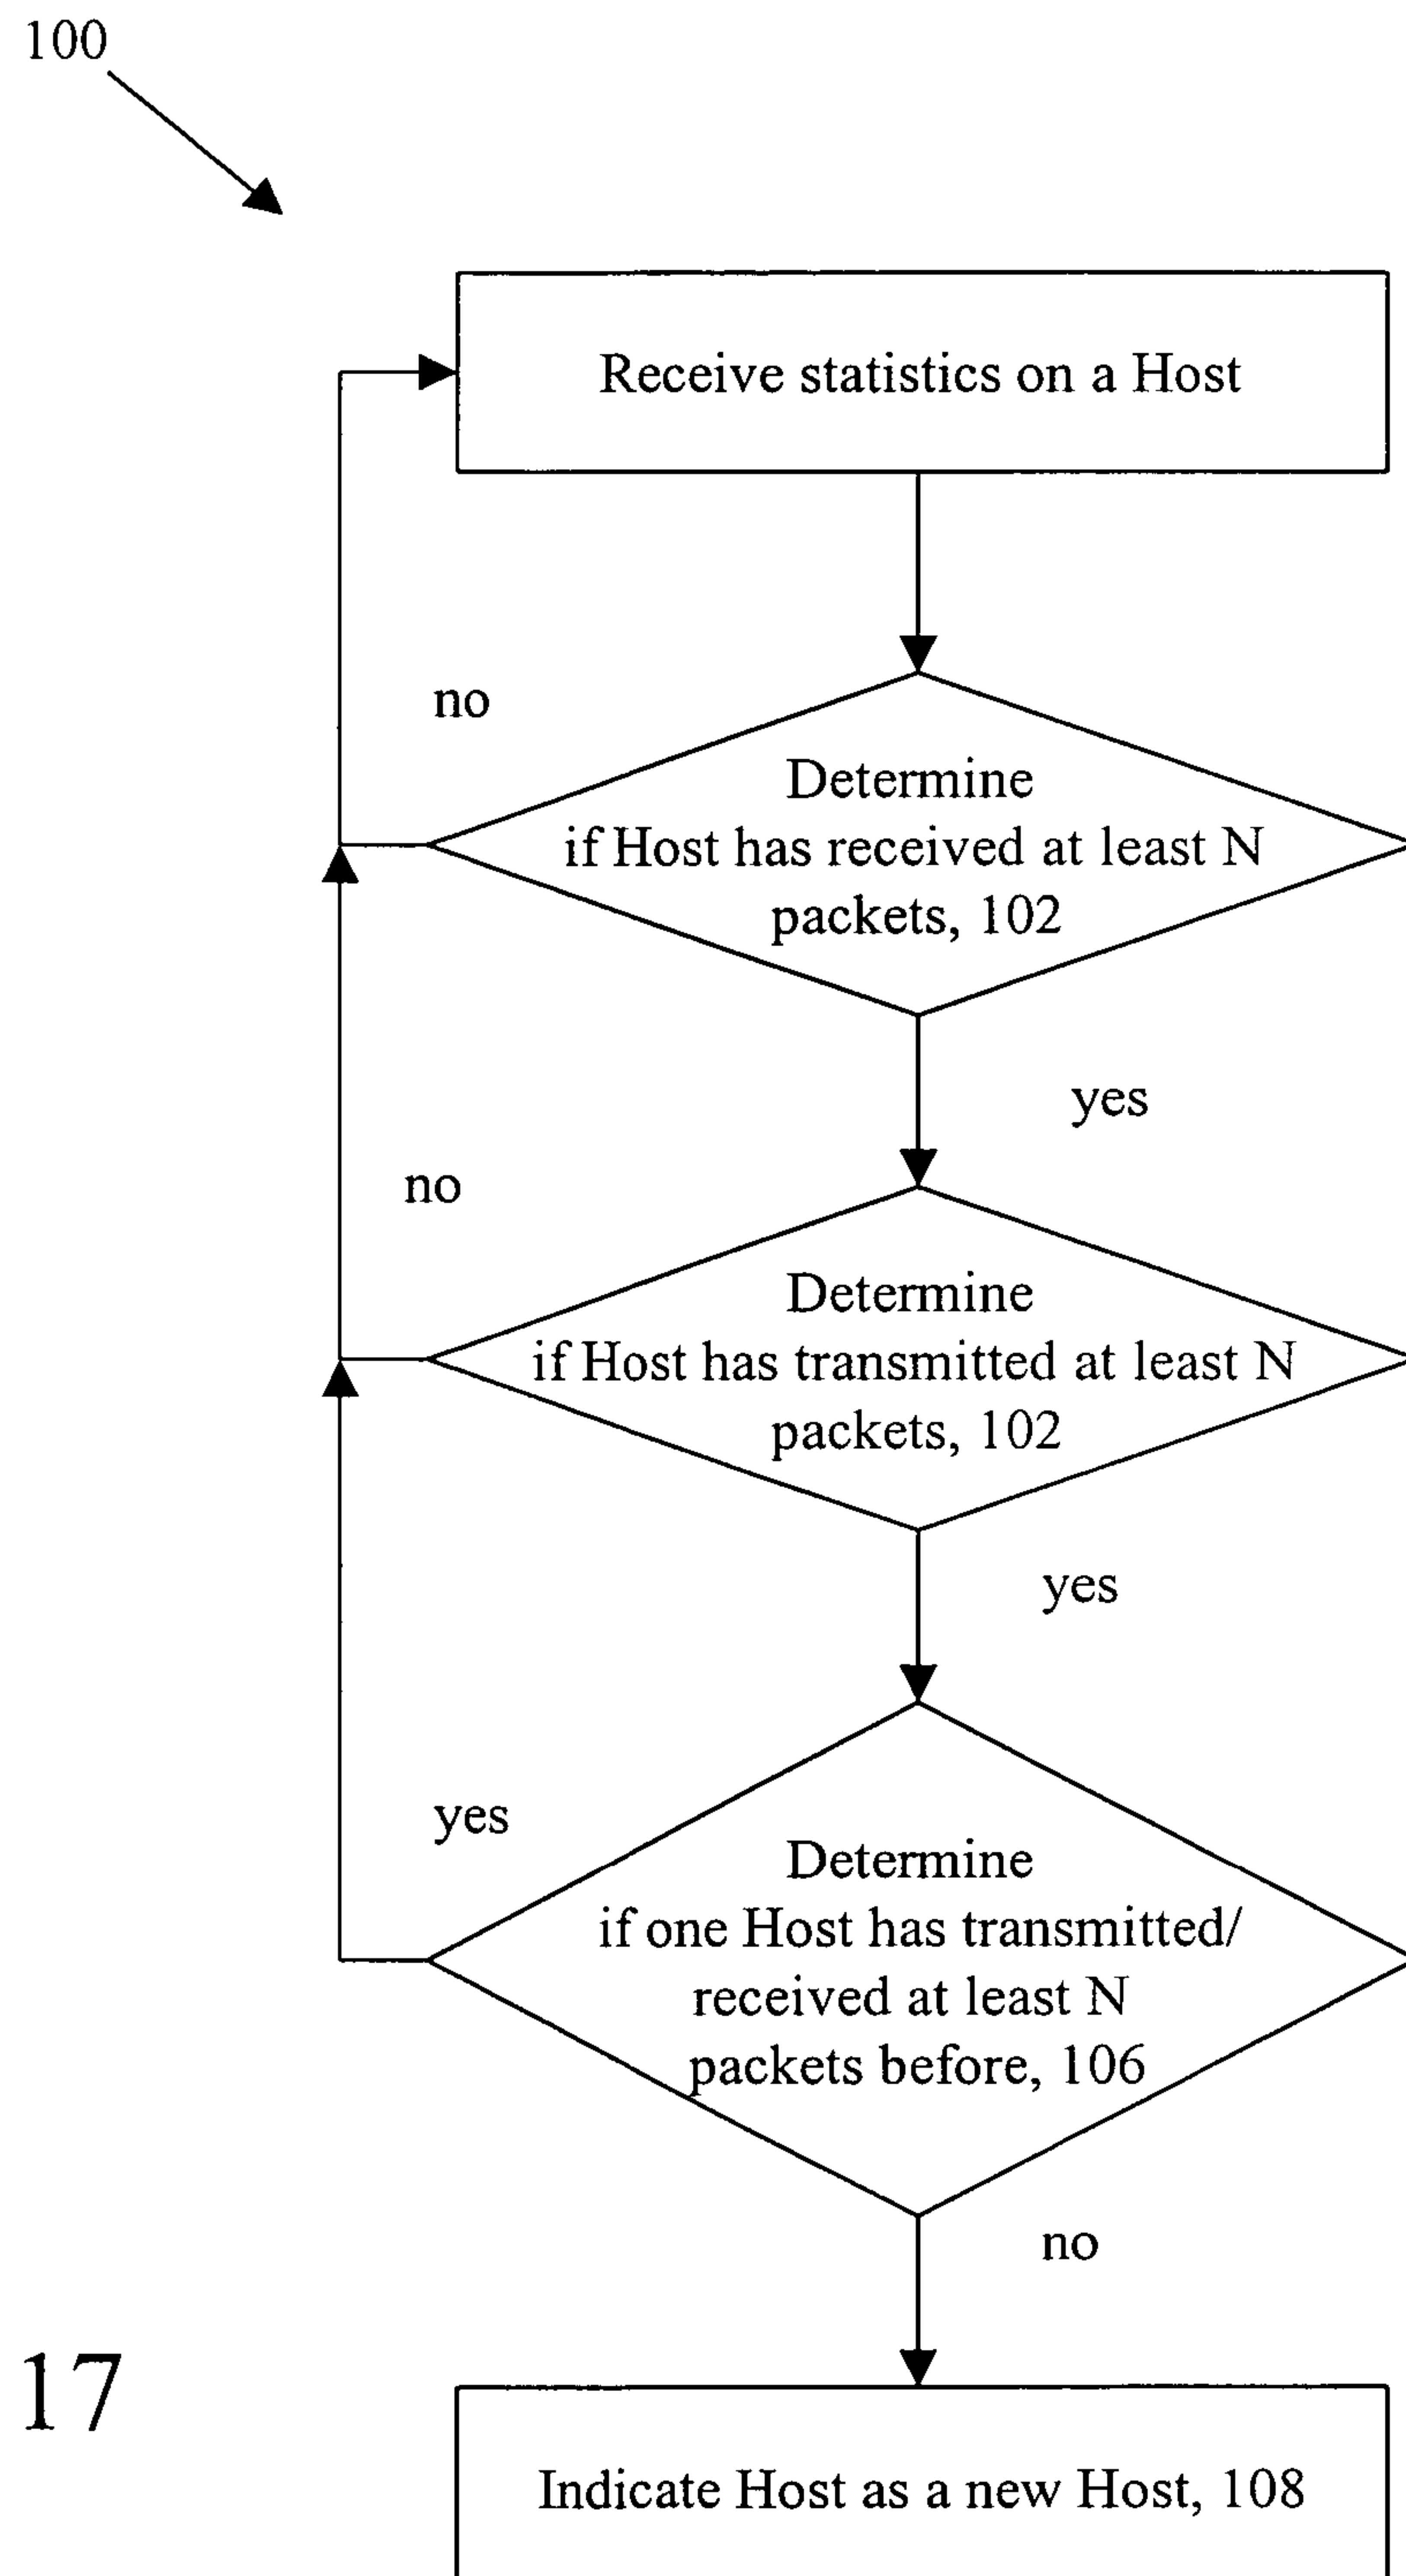 100
Receive statistics on a Host
no
Determine
if Host has received at least N
packets, 102
yes
no
Determine
if Host has transmitted at least N
packets, 102
yes
yes
Determine
if one Host has transmitted/
received at least N
packets before, 106
no
17
Indicate Host as a new Host, 108